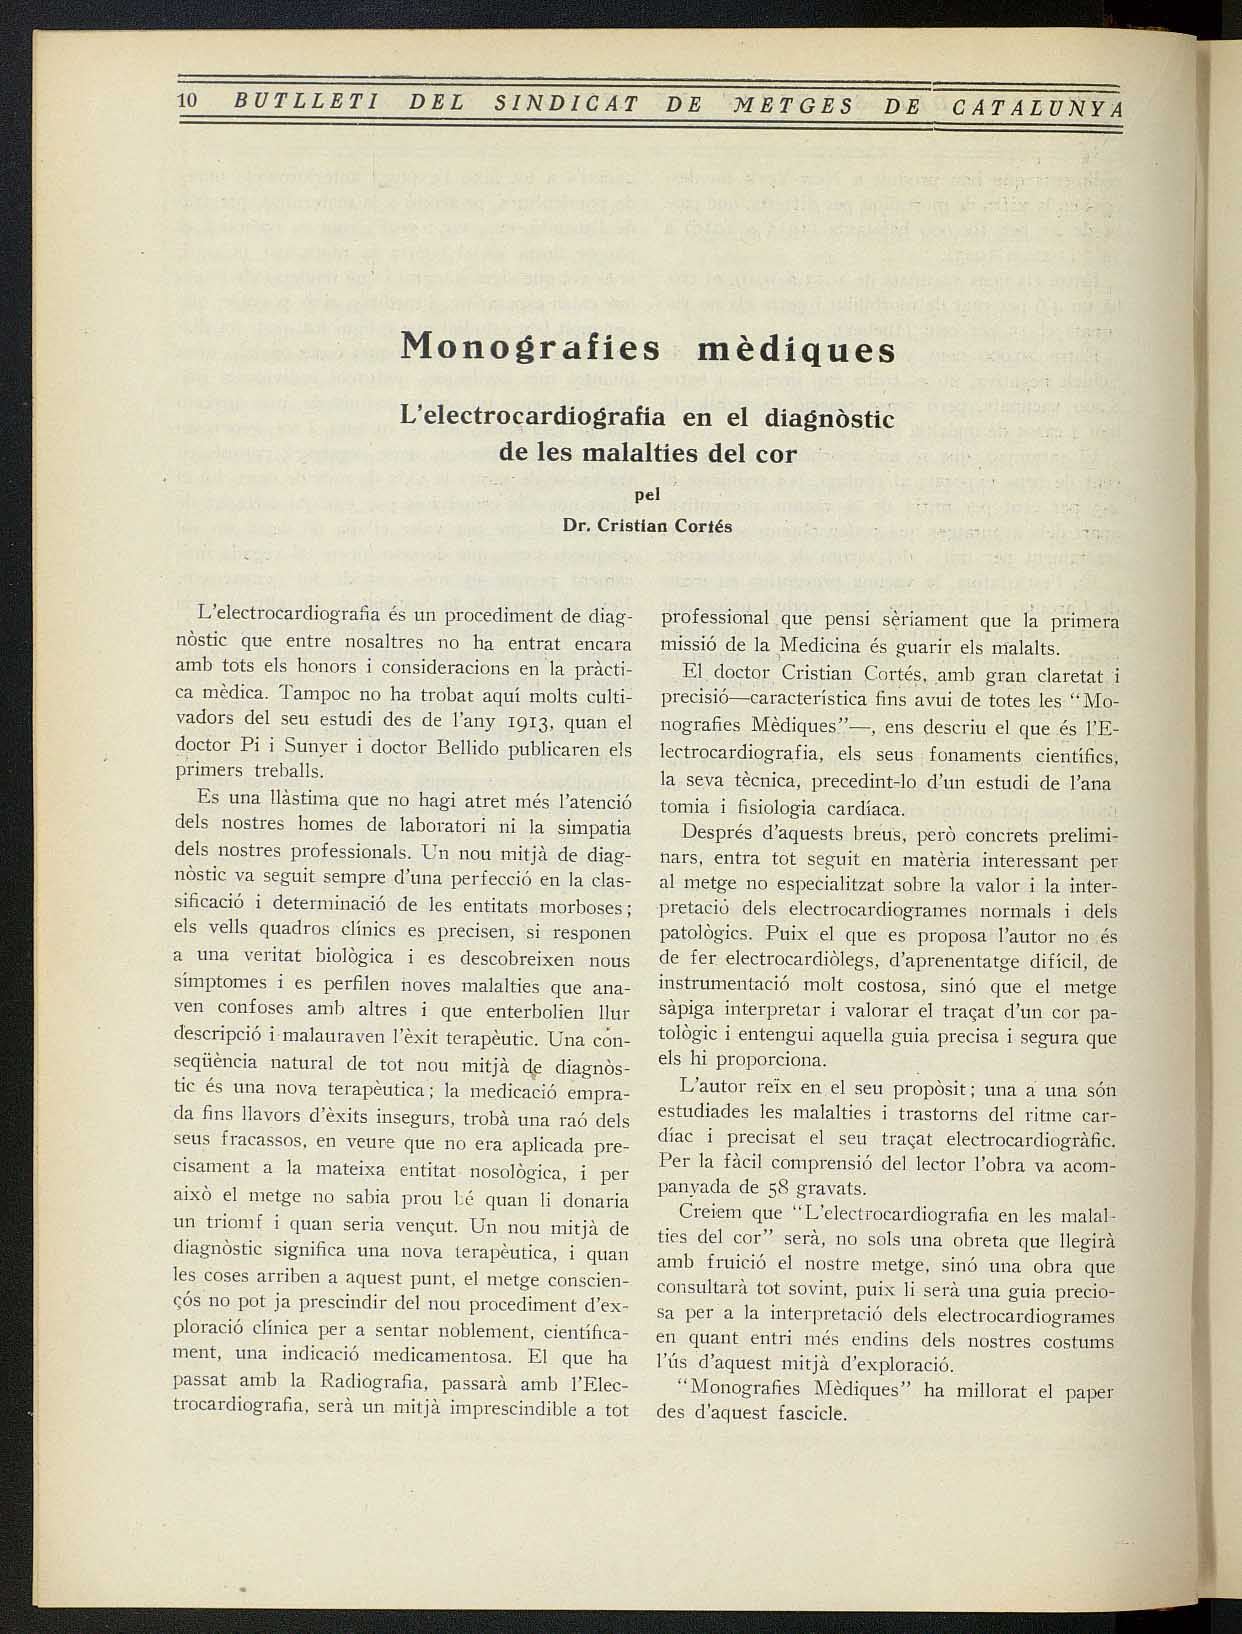 10 BUTLLETI DEL SINDICAT DE METGES DE CATALUNYA
Monografies mèdiques
L'electrocardiografia en el diagnòstic
de les malalties del cor
pel
Dr. Cristian Cortés
L'electrocardiografia és un procediment de diag-
nòstic que entre nosaltres no ha entrat encara
amb tots els honors i consideracions en la pràcti-
ca mèdica. Tampoc no ha trobat aquí molts culti-
vadors del seu estudi des de l'any 1913, quan el
doctor Pi i Sunyer i doctor Bellido publicaren els
primers treballs.
Es una llàstima que no hagi atret més l'atenció
dels nostres homes de laboratori ni la simpatia
dels nostres professionals. Un nou mitjà de diag-
nòstic va seguit sempre d'una perfecció en la clas-
sificació i determinació de les entitats morboses;
els vells quadros clínics es precisen, si responen
a una veritat biològica i es descobreixen nous
símptomes i es perfilen noves malalties que ana-
ven confoses amb altres i que enterbolien llur
descripció i malauraven l'èxit terapèutic. Una con-
seqüència natural de tot nou mitjà de diagnòs-
tic és una nova terapèutica; la medicació empra-
da fins llavors d'èxits insegurs, trobà una raó dels
seus fracassos, en veure que no era aplicada pre-
cisament a la mateixa entitat nosològica, i per
això el metge no sabia prou bé quan li donaria
un triomf i quan seria vençut. Un nou mitjà de
diagnòstic significa una nova terapèutica, i quan
les coses arriben a aquest punt, el metge conscien-
çós no pot ja prescindir del nou procediment d'ex-
ploració clínica per a sentar noblement, científica-
ment, una indicació medicamentosa. El que ha
passat amb la Radiografia, passarà amb l'Elec-
trocardiografia, serà un mitjà imprescindible a tot
professional que pensi sèriament que la primera
missió de la Medicina és guarir els malalts.
El doctor Cristian Cortés, amb gran claretat i
precisió—característica fins avui de totes les "Mo-
nografies Mèdiques"—, ens descriu el que és l'E-
lectrocardiografia, els seus fonaments científics,
la seva tècnica, precedint-lo d'un estudi de l'ana
tomia i fisiologia cardíaca.
Després d'aquests breus, però concrets prelimi-
nars, entra tot seguit en matèria interessant per
al metge no especialitzat sobre la valor i la inter-
pretació dels electrocardiogrames normals i dels
patològics. Puix el que es proposa l'autor no és
de fer electrocardiòlegs, d'aprenentatge difícil, de
instrumentació molt costosa, sinó que el metge
sàpiga interpretar i valorar el traçat d'un cor pa-
tològic i entengui aquella guia precisa i segura que
els hi proporciona.
L'autor reïx en el seu propòsit; una a una són
estudiades les malalties i trastorns del ritme car-
díac i precisat el seu traçat electrocardiogràfic.
Per la fàcil comprensió del lector l'obra va acom-
panyada de 58 gravats.
Creiem que "L'electrocardiografia en les malal-
ties del cor" serà, no sols una obreta que llegirà
amb fruició el nostre metge, sinó una obra que
consultarà tot sovint, puix li serà una guia precio-
sa per a la interpretació dels electrocardiogrames
en quant entri més endins dels nostres costums
l'ús d'aquest mitjà d'exploració.
"Monografies Mèdiques" ha millorat el paper
des d'aquest fascicle.